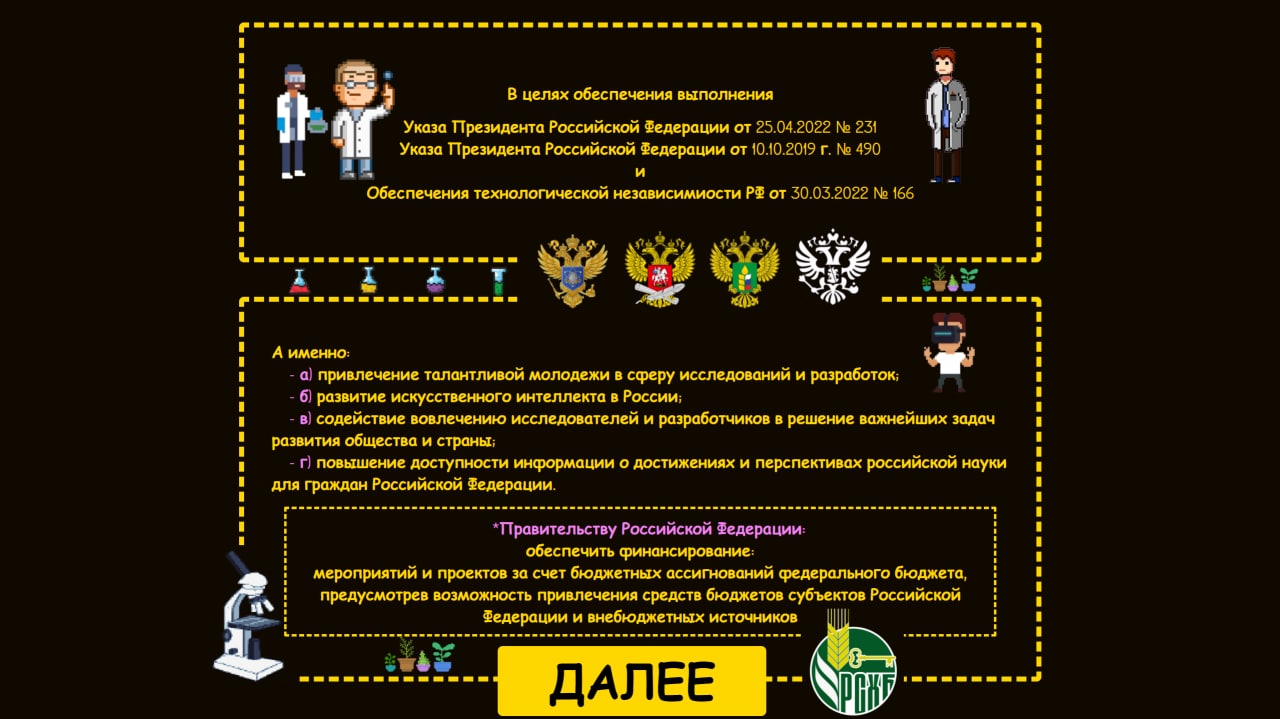 В целях обеспечения выполнения
Указа Президента Российской Федерации от 25.04.2022 № 231
Указа Президента Российской Федерации от 10.10.2019 г. № 490
и
Обеспечения технологической независимиости РФ от 30.03.2022 № 166
А именно:
- а) привлечение талантливой молодежи в сферу исследований и разработок;
- б) развитие искусственного интеллекта в России;
- в) содействие вовлечению исследователей и разработчиков в решение важнейших задач
развития общества и страны;
- г) повышение доступности информации о достижениях и перспективах российской науки
для граждан Российской Федерации.
*Правительству Российской Федерации:
обеспечить финансирование:
мероприятий и проектов за счет бюджетных ассигнований федерального бюджета,
предусмотрев возможность привлечения средств бюджетов субъектов Российской
Федерации и внебюджетных источников
ДАЛЕЕ
РСХБ